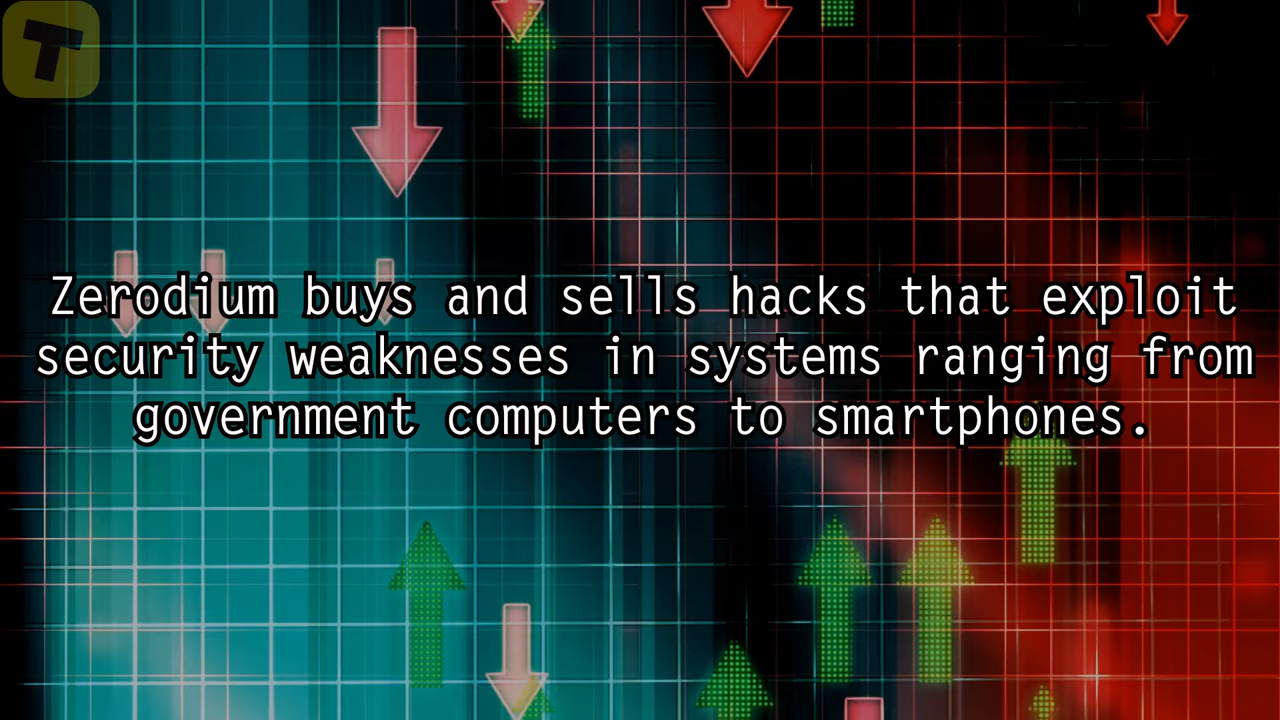 T
Zerodium buys and sells hacks that exploit
security weaknesses in systems ranging from
government computers to smartphones.